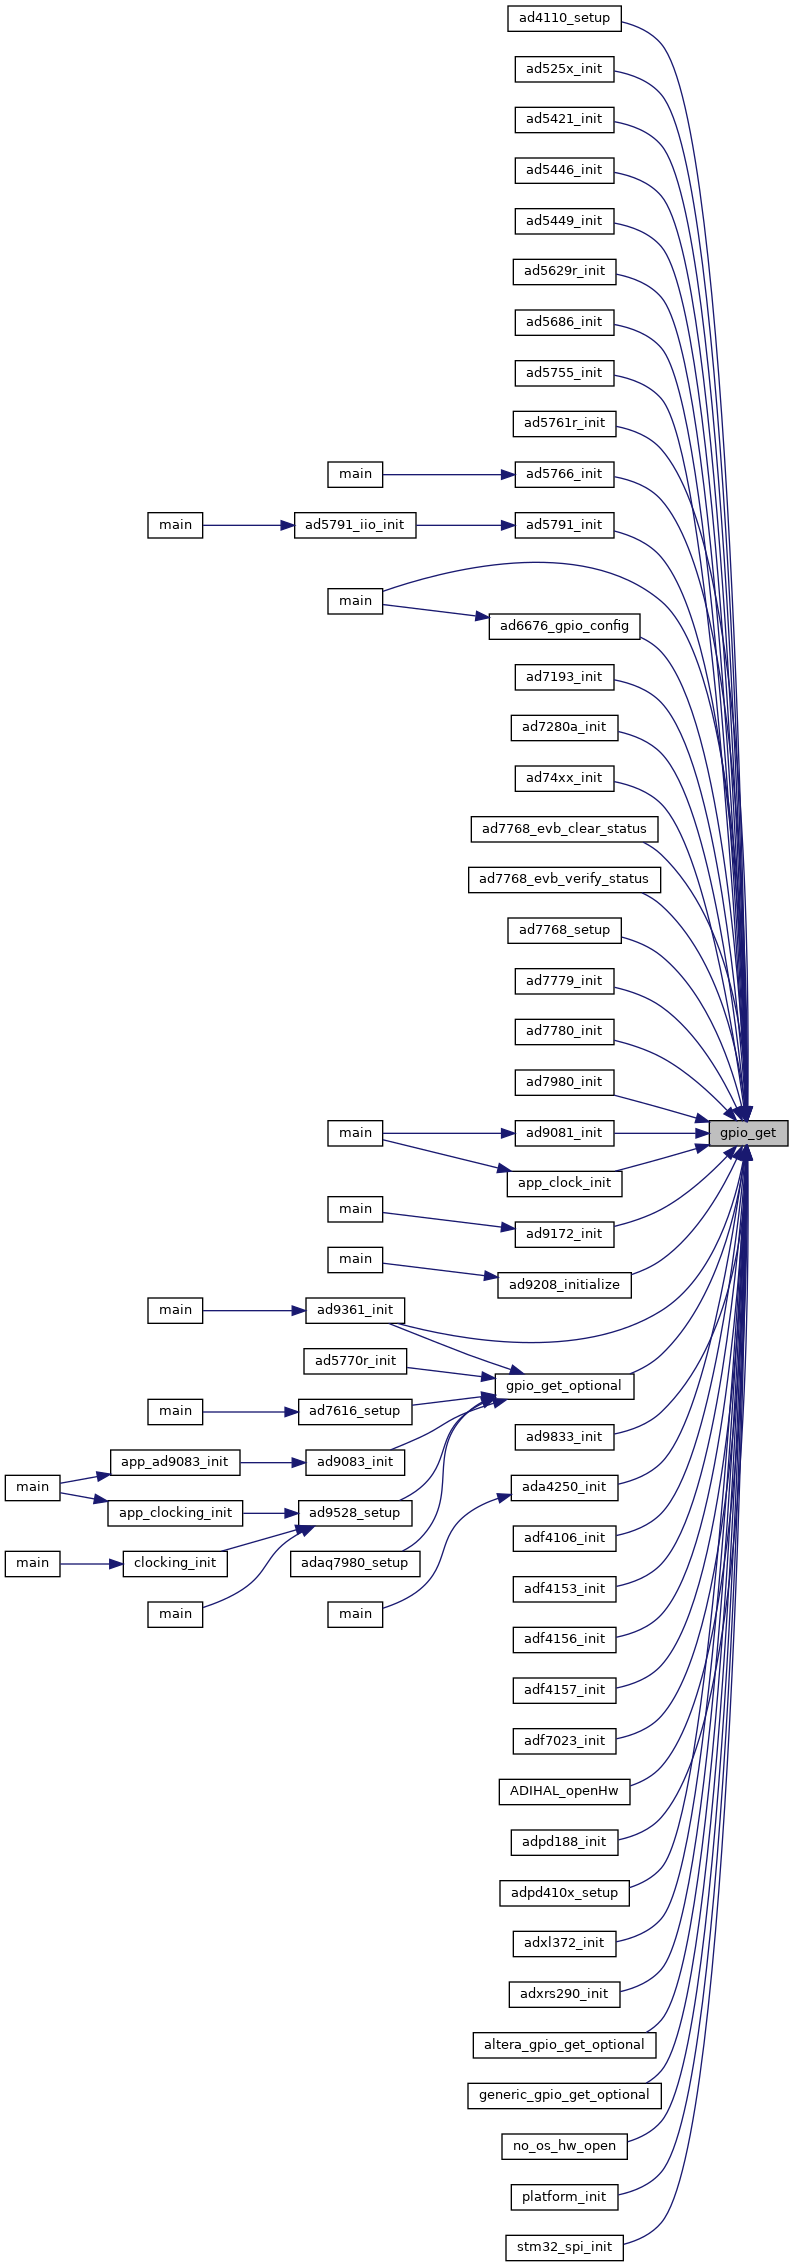 ad4110_setup
ad525x_init
ad5421_init
ad5446_init
ad5449_init
ad5629r_init
ad5686_init
ad5755_init
ad5761r_init
main
ad5766_init
main
ad5791_iio_init
ad5791_init
main
ad6676_gpio_config
ad7193_init
ad7280a_init
ad74xx_init
ad7768_evb_clear_status
ad7768_evb_verify_status
ad7768_setup
ad7779_init
ad7780_init
ad7980_init
main
ad9081_init
gpio_get
app_clock_init
main
ad9172_init
main
ad9208_initialize
main
ad9361_init
ad5770r_init
gpio_get_optional
main
ad7616_setup
ad9833_init
app_ad9083_init
ad9083_init
main
ada4250_init
app_clocking_init
ad9528_setup
adf4106_init
main
clocking_init
adaq7980_setup
adf4153_init
main
main
adf4156_init
adf4157_init
adf7023_init
ADIHAL_openHw
adpd188_init
adpd410x_setup
adxl372_init
adxrs290_init
altera_gpio_get_optional
generic_gpio_get_optional
no_os_hw_open
platform_init
stm32_spi_init